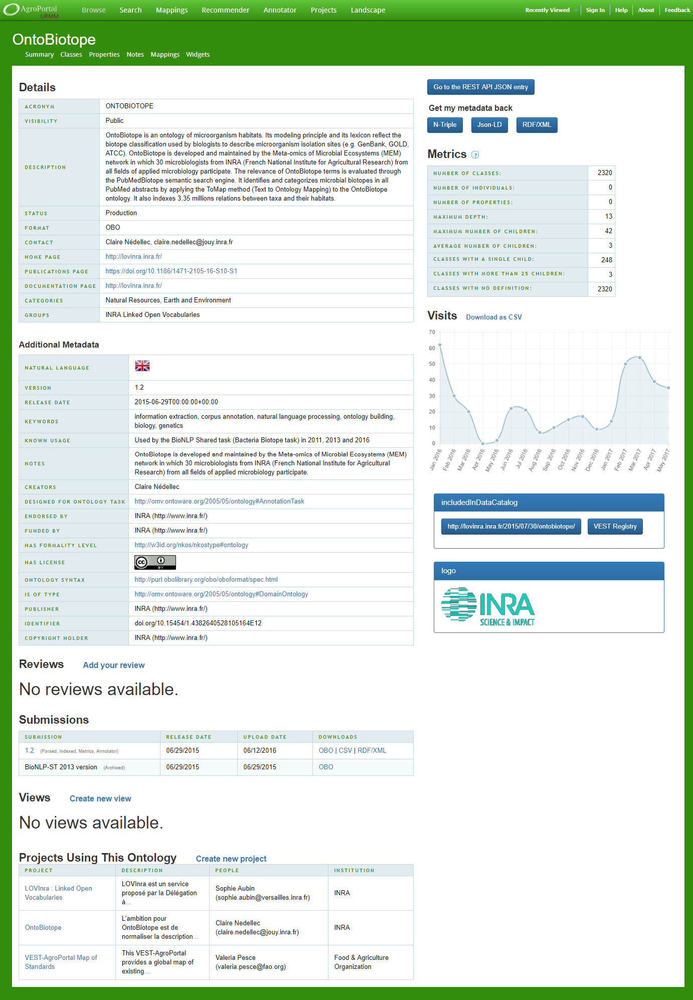 AgroPortal
LIRMM
Browse Search Mappings Recommender Annotator Projects Landscape
Recently Viewed Sign In Help About Feedback
OntoBiotope
Summary Classes Properties Notes Mappings Widgets
Details
ACRONYM ONTOBIOTOPE
VISIBILITY Public
DESCRIPTION
OntoBiotope is an ontology of microorganism habitats. Its modeling principle and its lexicon reflect the
biotope classification used by biologists to describe microorganism isolation sites (e.g. GenBank, GOLD,
ATCC). OntoBiotope is developed and maintained by the Meta-omics of Microbial Ecosystems (MEM)
network in which 30 microbiologists from INRA (French National Institute for Agricultural Research) from
all fields of applied microbiology participate. The relevance of OntoBiotope terms is evaluated through
the PubMedBiotope semantic search engine. It identifies and categorizes microbial biotopes in all
PubMed abstracts by applying the ToMap method (Text to Ontology Mapping) to the OntoBiotope
ontology. It also indexes 3,35 millions relations between taxa and their habitats.
STATUS Production
FORMAT OBO
CONTACT Claire Nédellec, claire.nedellec@jouy.inra.fr
HOME PAGE http://lovinra.inra.fr/
PUBLICATIONS PAGE https://doi.org/10.1186/1471-2105-16-S10-S1
DOCUMENTATION PAGE http://lovinra.inra.fr/
CATEGORIES Natural Resources, Earth and Environment
GROUPS INRA Linked Open Vocabularies
Additional Metadata
NATURAL LANGUAGE
VERSION 1.2
RELEASE DATE 2015-06-29T00:00:00+00:00
KEYWORDS
information extraction, corpus annotation, natural language processing, ontology building,
biology, genetics
KNOWN USAGE Used by the BioNLP Shared task (Bacteria Biotope task) in 2011, 2013 and 2016
NOTES
OntoBiotope is developed and maintained by the Meta-omics of Microbial Ecosystems (MEM)
network in which 30 microbiologists from INRA (French National Institute for Agricultural
Research) from all fields of applied microbiology participate.
CREATORS Claire Nédellec
DESIGNED FOR ONTOLOGY TASK http://omv.ontoware.org/2005/05/ontology#AnnotationTask
ENDORSED BY INRA (http://www.inra.fr/)
FUNDED BY INRA (http://www.inra.fr/)
HAS FORMALITY LEVEL http://w3id.org/nkos/nkostype#ontology
HAS LICENSE cc BY
ONTOLOGY SYNTAX http://purl.obolibrary.org/obo/oboformat/spec.html
IS OF TYPE http://omv.ontoware.org/2005/05/ontology#DomainOntology
PUBLISHER INRA (http://www.inra.fr/)
IDENTIFIER doi.org/10.15454/1.4382640528105164E12
COPYRIGHT HOLDER INRA (http://www.inra.fr/)
Reviews Add your review
No reviews available.
Submissions
SUBMISSION RELEASE DATE UPLOAD DATE DOWNLOADS
1.2 (Parsed, Indexed, Metrics, Annotator) 06/29/2015 06/12/2016 OBO | CSV | RDF/XML
BioNLP-ST 2013 version (Archived) 06/29/2015 06/29/2015 OBO
Views Create new view
No views available.
Projects Using This Ontology Create new project
PROJECT DESCRIPTION PEOPLE INSTITUTION
LOVInra : Linked Open
Vocabularies
LOVInra est un service
proposé par la Délégation
à...
Sophie Aubin
(sophie.aubin@versailles.inra.fr)
INRA
OntoBiotope
L'ambition pour
OntoBiotope est de
normaliser la description...
Claire Nedellec
(claire.nedellec@jouy.inra.fr)
INRA
VEST-AgroPortal Map of
Standards
This VEST-AgroPortal
provides a global map of
existing...
Valeria Pesce
(valeria.pesce@fao.org)
Food & Agriculture
Organization
Go to the REST API JSON entry
Get my metadata back
N-Triple Json-LD RDF/XML
Metrics ?
NUMBER OF CLASSES: 2320
NUMBER OF INDIVIDUALS: 0
NUMBER OF PROPERTIES: 0
MAXIMUM DEPTH: 13
MAXIMUM NUMBER OF CHILDREN: 42
AVERAGE NUMBER OF CHILDREN: 3
CLASSES WITH A SINGLE CHILD: 248
CLASSES WITH MORE THAN 25 CHILDREN: 3
CLASSES WITH NO DEFINITION: 2320
Visits Download as CSV
70
60
50
40
30
20
10
0
Jan 2016 Feb 2016 Mar 2016 Apr 2016 May 2016 Jun 2016 Jul 2016 Aug 2016 Sep 2016 Oct 2016 Nov 2016 Dec 2016 Jan 2017 Feb 2017 Mar 2017 Apr 2017 May 2017
includedInDataCatalog
http://lovinra.inra.fr/2015/07/30/ontobiotope/ VEST Registry
logo
INRA
SCIENCE & IMPACT